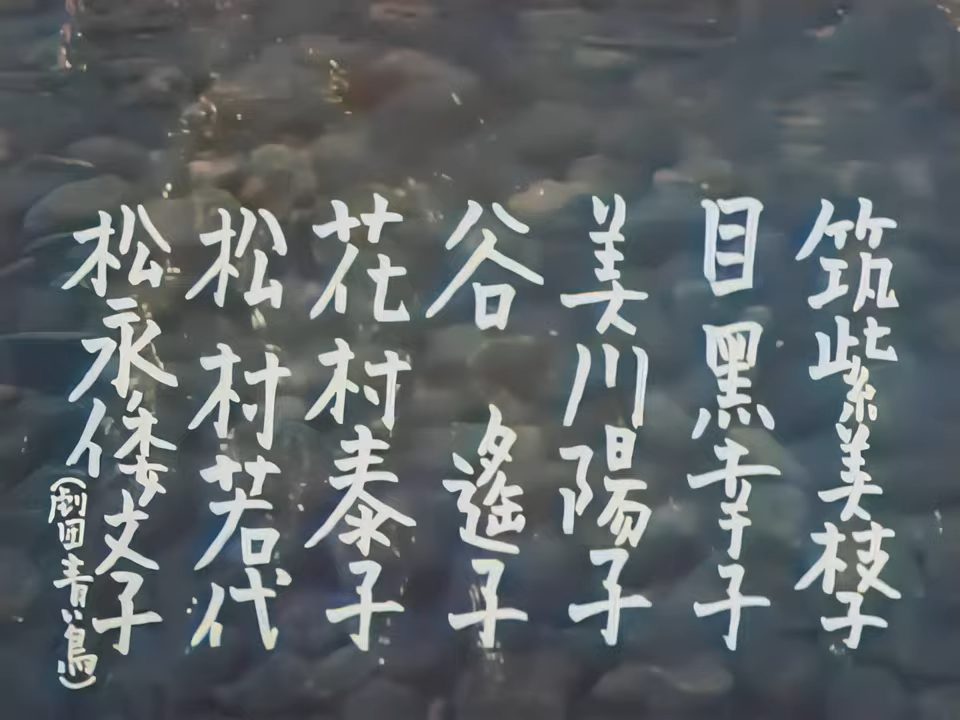 筑紫美枝子
目黒幸子
美川陽子
谷 遙子
花村泰子
松村若代
松永倭文子
(劇団青い鳥)